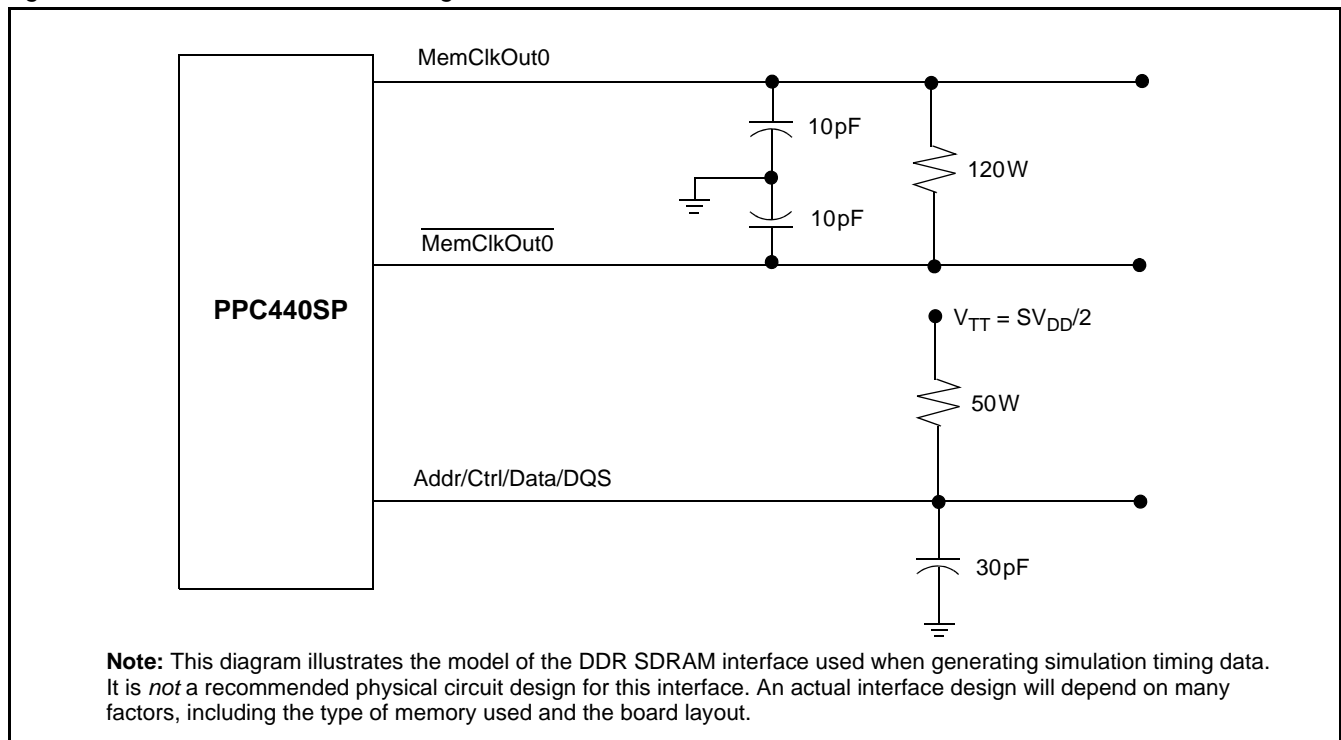 MemClkOut0
10pF
120W
10pF
MemClkOut0
PPC440SP
VTT = SVDD/2
50W
Addr/Ctrl/Data/DQS
30pF
Note: This diagram illustrates the model of the DDR SDRAM interface used when generating simulation timing data.
It is not a recommended physical circuit design for this interface. An actual interface design will depend on many
factors, including the type of memory used and the board layout.